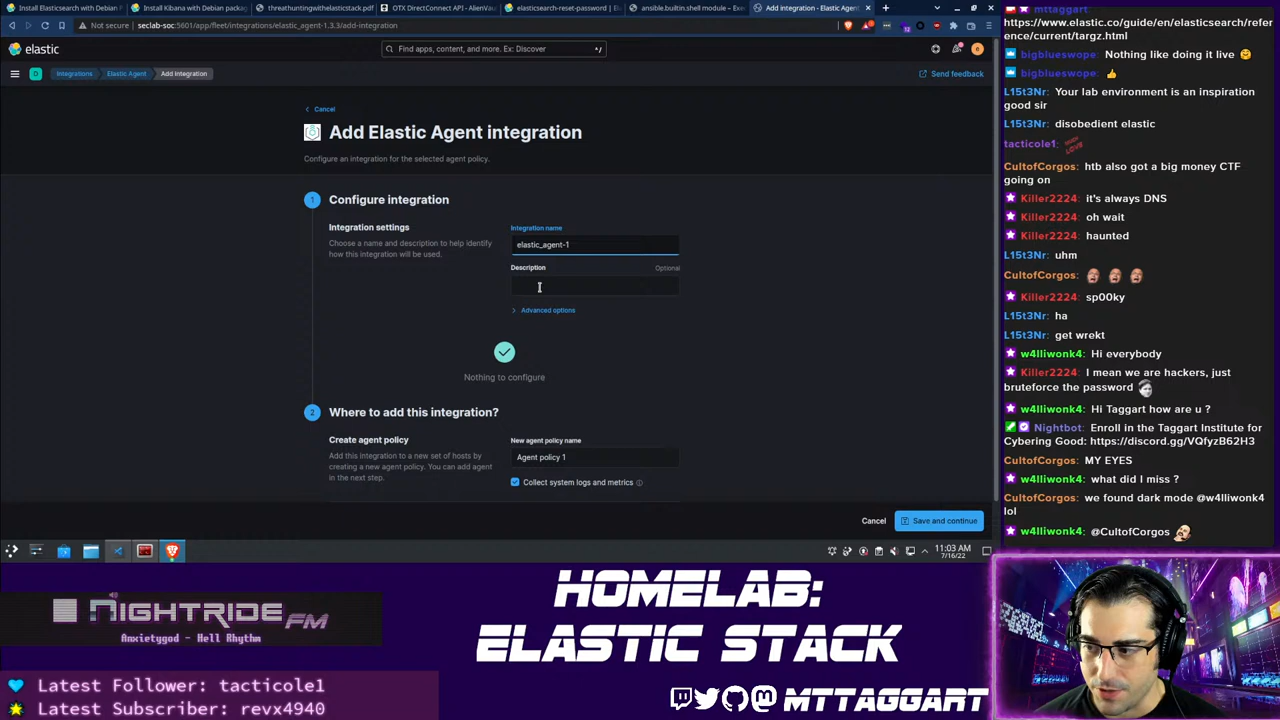 Install Elasticsearch with Debian P
Install Kibana with Debian package
threathuntingwithelasticstack.pdf
OTX DirectConnect API - AlienVau
elasticsearch-reset-password | E
ansible.builtin.shell module – Exec
Add integration - Elastic Agen
Not secure | seclab-soc:5601/app/fleet/integrations/elastic_agent-1.3.3/add-integration
elastic
Find apps, content, and more. Ex: Discover
^/
e
D
Integrations
Elastic Agent
Add integration
Send feedback
Cancel
Add Elastic Agent integration
Configure an integration for the selected agent policy.
1
Configure integration
Integration settings
Choose a name and description to help identify
how this integration will be used.
Integration name
elastic_agent-1
Description
Optional
Advanced options
Nothing to configure
2
Where to add this integration?
Create agent policy
Add this integration to a new set of hosts by
creating a new agent policy. You can add agent
in the next step.
New agent policy name
Agent policy 1
Collect system logs and metrics
Cancel
Save and continue
11:03 AM
7/16/22
mttaggart
https://www.elastic.co/guide/en/elasticsearch/refer
ence/current/targz.html
bigblueswope: Nothing like doing it live
bigblueswope:
L15t3Nr: Your lab environment is an inspiration
good sir
L15t3Nr: disobedient elastic
tacticole1:
CultofCorgos: htb also got a big money CTF
going on
Killer2224: it's always DNS
Killer2224: oh wait
Killer2224: haunted
L15t3Nr: uhm
CultofCorgos:
Killer2224: sp00ky
L15t3Nr: ha
L15t3Nr: get wrekt
w4lliwonk4: Hi everybody
Killer2224: I mean we are hackers, just
bruteforce the password
w4lliwonk4: Hi Taggart how are u ?
Nightbot: Enroll in the Taggart Institute for
Cybering Good: https://discord.gg/VQfyzB62H3
CultofCorgos: MY EYES
w4lliwonk4: what did I miss ?
CultofCorgos: we found dark mode @w4lliwonk4
lol
w4lliwonk4: @CultofCorgos
NIGHTRIDE FM
Anxietygod - Hell Rhythm
HOMELAB:
ELASTIC STACK
Latest Follower: tacticole1
Latest Subscriber: revx4940
MTTAGGART